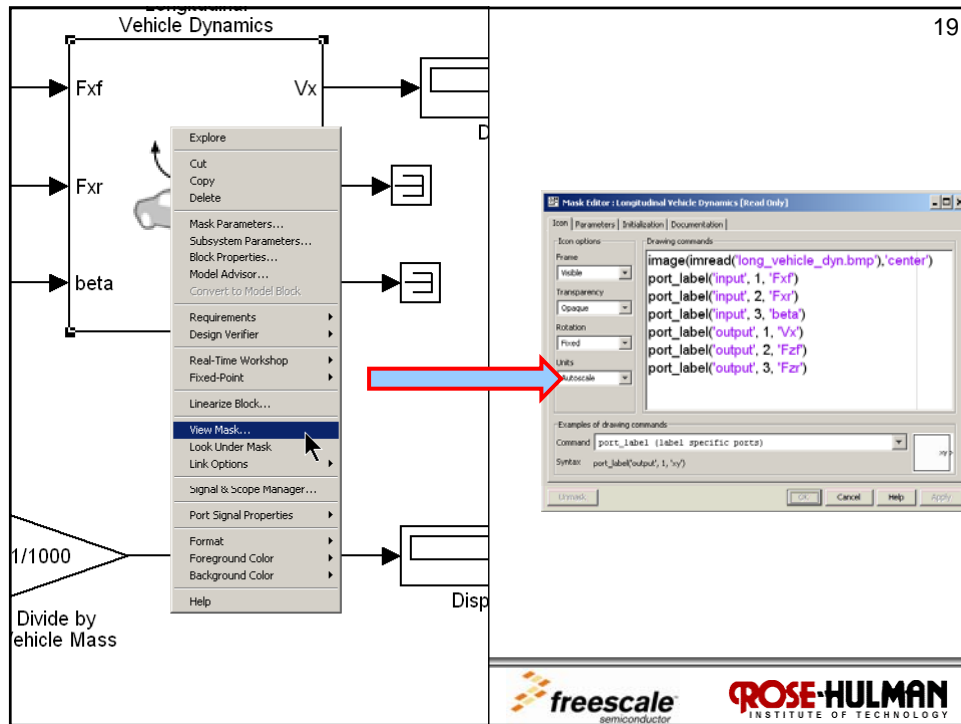 Longitudinal
Vehicle Dynamics
Fxf
Vx
Fxr
beta
Explore
Cut
Copy
Delete
Mask Parameters...
Subsystem Parameters...
Block Properties...
Model Advisor...
Convert to Model Block
Requirements
Design Verifier
Real-Time Workshop
Fixed-Point
Linearize Block...
View Mask...
Look Under Mask
Link Options
Signal & Scope Manager...
Port Signal Properties
Format
Foreground Color
Background Color
Help
D
1/1000
Divide by
ehicle Mass
Disp
19
Mask Editor : Longitudinal Vehicle Dynamics [Read Only]
Icon Parameters Initialization Documentation
Icon options
Frame
Visible
Transparency
Opaque
Rotation
Fixed
Units
Autoscale
Drawing commands
image(imread('long_vehicle_dyn.bmp'),'center')
port_label('input', 1, 'Fxf')
port_label('input', 2, 'Fxr')
port_label('input', 3, 'beta')
port_label('output', 1, 'Vx')
port_label('output', 2, 'Fzf')
port_label('output', 3, 'Fzr')
Examples of drawing commands
Command port_label (label specific ports)
Syntax port_label('output', 1, 'xy')
xy
Unmask
OK Cancel Help Apply
freescale
semiconductor
ROSE-HULMAN
INSTITUTE OF TECHNOLOGY